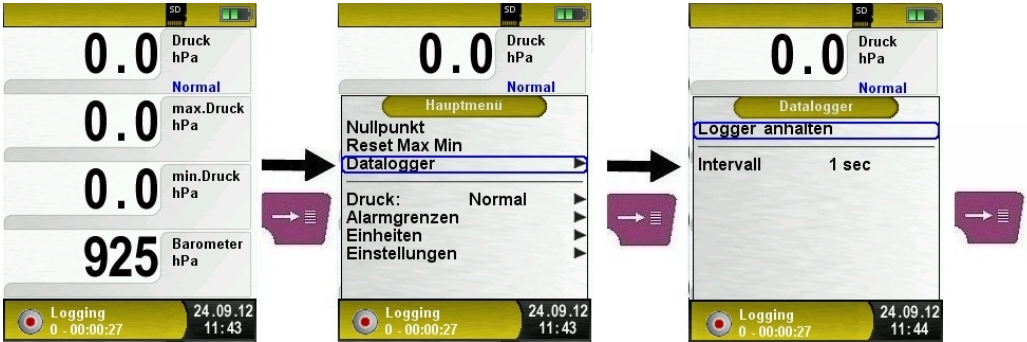 SD
0.0 Druck
hPa
Normal
0.0 max.Druck
hPa
0.0 min.Druck
hPa
925 Barometer
hPa
Logging
0 - 00:00:27
24.09.12
11:43
SD
0.0 Druck
hPa
Normal
Hauptmenü
Nullpunkt
Reset Max Min
Datalogger
Druck: Normal
Alarmgrenzen
Einheiten
Einstellungen
Logging
0 - 00:00:27
24.09.12
11:43
SD
0.0 Druck
hPa
Normal
Datalogger
Logger anhalten
Intervall 1 sec
Logging
0 - 00:00:27
24.09.12
11:44